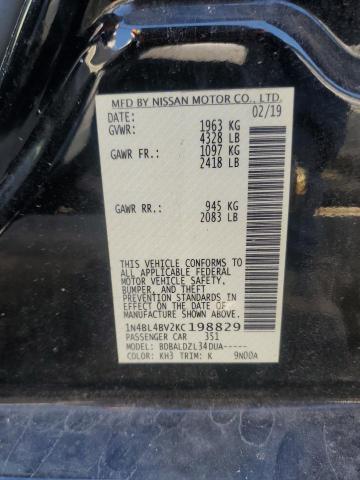 MFD BY NISSAN MOTOR CO., LTD.
DATE: 02/19
GVWR: 1963 KG
4328 LB
GAWR FR.: 1097 KG
2418 LB
GAWR RR.: 945 KG
2083 LB
THIS VEHICLE CONFORMS TO ALL
APPLICABLE FEDERAL MOTOR VEHICLE SAFETY,
BUMPER, AND THEFT
PREVENTION STANDARDS IN
EFFECT ON THE DATE OF
MANUFACTURE SHOWN ABOVE.
1N4BL4BV2KC198829
PASSENGER CAR 351
MODEL: BDBALDZL34DUA-----
COLOR: KH3 TRIM: K 9N00A